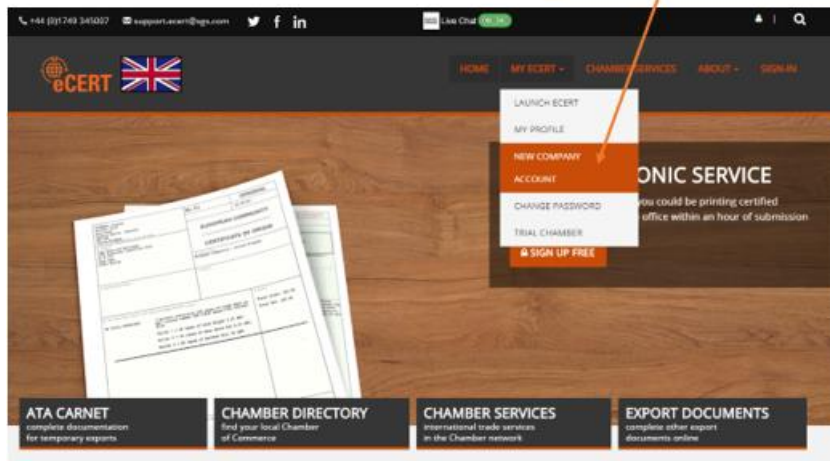 +44 (0)1749 345007 support.ecert@sgs.com f in Live Chat
eCERT
HOME MY ECERT CHAMBER SERVICES ABOUT SIGN-IN
LAUNCH ECERT
MY PROFILE
NEW COMPANY
ACCOUNT
CHANGE PASSWORD
TRIAL CHAMBER
ONIC SERVICE
you could be printing certified
office within an hour of submission
SIGN UP FREE
EUROPEAN COMMUNITY
CERTIFICATE OF ORIGIN
ATA CARNET
complete documentation
for temporary exports
CHAMBER DIRECTORY
find your local Chamber
of Commerce
CHAMBER SERVICES
international trade services
in the Chamber network
EXPORT DOCUMENTS
complete other export
documents online